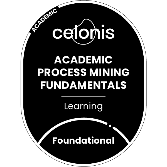 ACADEMIC
celonis
ACADEMIC
PROCESS MINING
FUNDAMENTALS
Learning
Foundational